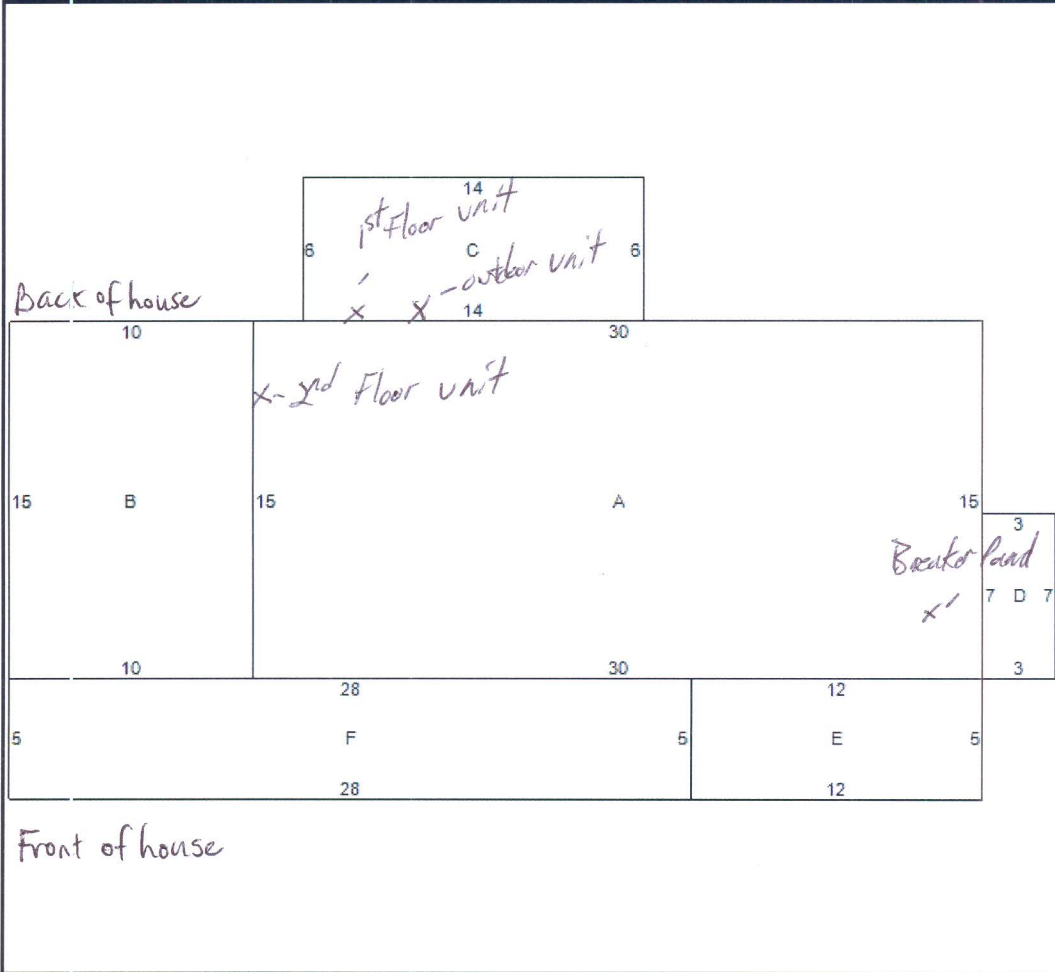 14
1st Floor unit
6 C 6
x x -outdoor unit
14
Back of house
10 30
x-2nd Floor unit
15 B 15 A 15
3
Breaker Panel
x
7 D 7
10 30 3
28 12
5 F 5 E 5
28 12
Front of house